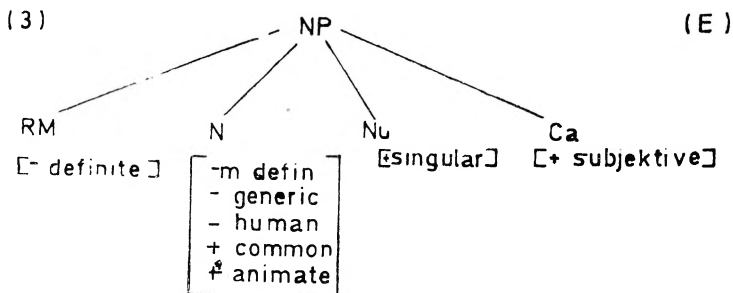 (3) NP (E)
RM N Nu Ca
[- definite] [-m defin [+singular] [+ subjektive]
- generic
- human
+ common
+ animate]